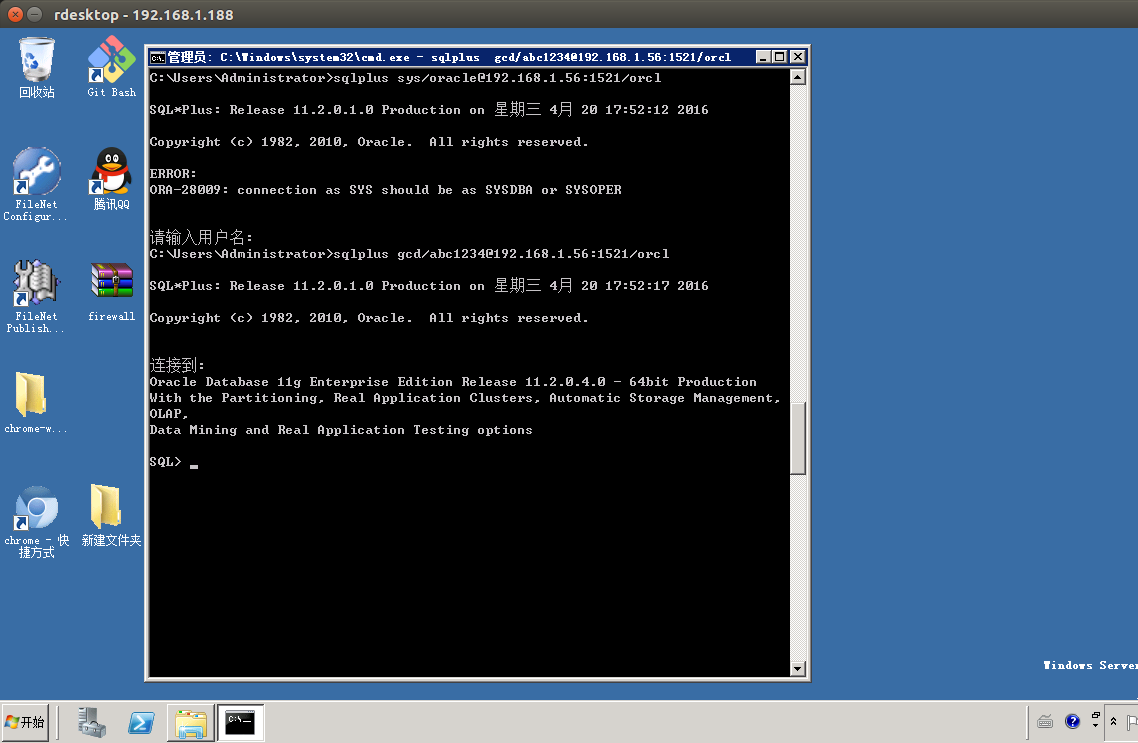 rdesktop - 192.168.1.188
管理员: C:\Windows\system32\cmd.exe - sqlplus  gcd/abc1234@192.168.1.56:1521/orcl
回收站
Git Bash
FileNet
Configur...
腾讯QQ
FileNet
Publish...
firewall
chrome-w...
chrome - 快
捷方式
新建文件夹
C:\Users\Administrator>sqlplus sys/oracle@192.168.1.56:1521/orcl
SQL*Plus: Release 11.2.0.1.0 Production on 星期三 4月 20 17:52:12 2016
Copyright (c) 1982, 2010, Oracle.  All rights reserved.
ERROR:
ORA-28009: connection as SYS should be as SYSDBA or SYSOPER
请输入用户名:
C:\Users\Administrator>sqlplus gcd/abc1234@192.168.1.56:1521/orcl
SQL*Plus: Release 11.2.0.1.0 Production on 星期三 4月 20 17:52:17 2016
Copyright (c) 1982, 2010, Oracle.  All rights reserved.
连接到:
Oracle Database 11g Enterprise Edition Release 11.2.0.4.0 - 64bit Production
With the Partitioning, Real Application Clusters, Automatic Storage Management,
OLAP,
Data Mining and Real Application Testing options
SQL> _
Windows Server
开始
C:\_